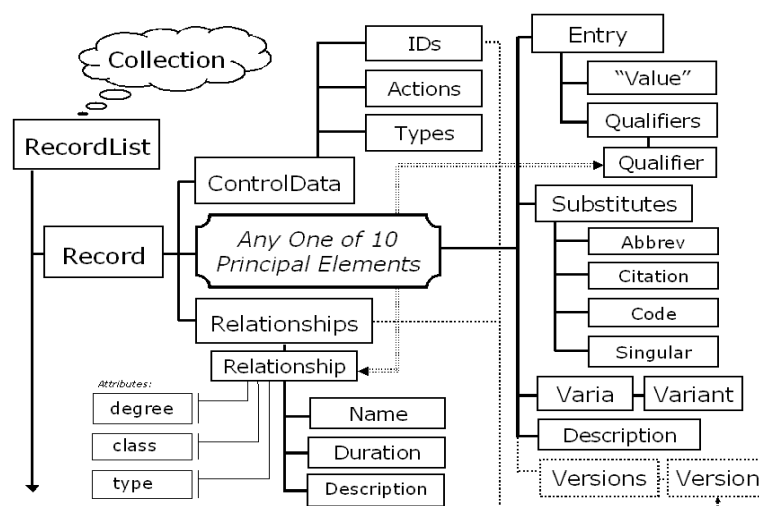 Collection
RecordList
Record
ControlData
IDs
Actions
Types
Any One of 10
Principal Elements
Relationships
Relationship
Attributes:
degree
class
type
Name
Duration
Description
Entry
“Value”
Qualifiers
Qualifier
Substitutes
Abbrev
Citation
Code
Singular
Varia
Variant
Description
Versions
Version